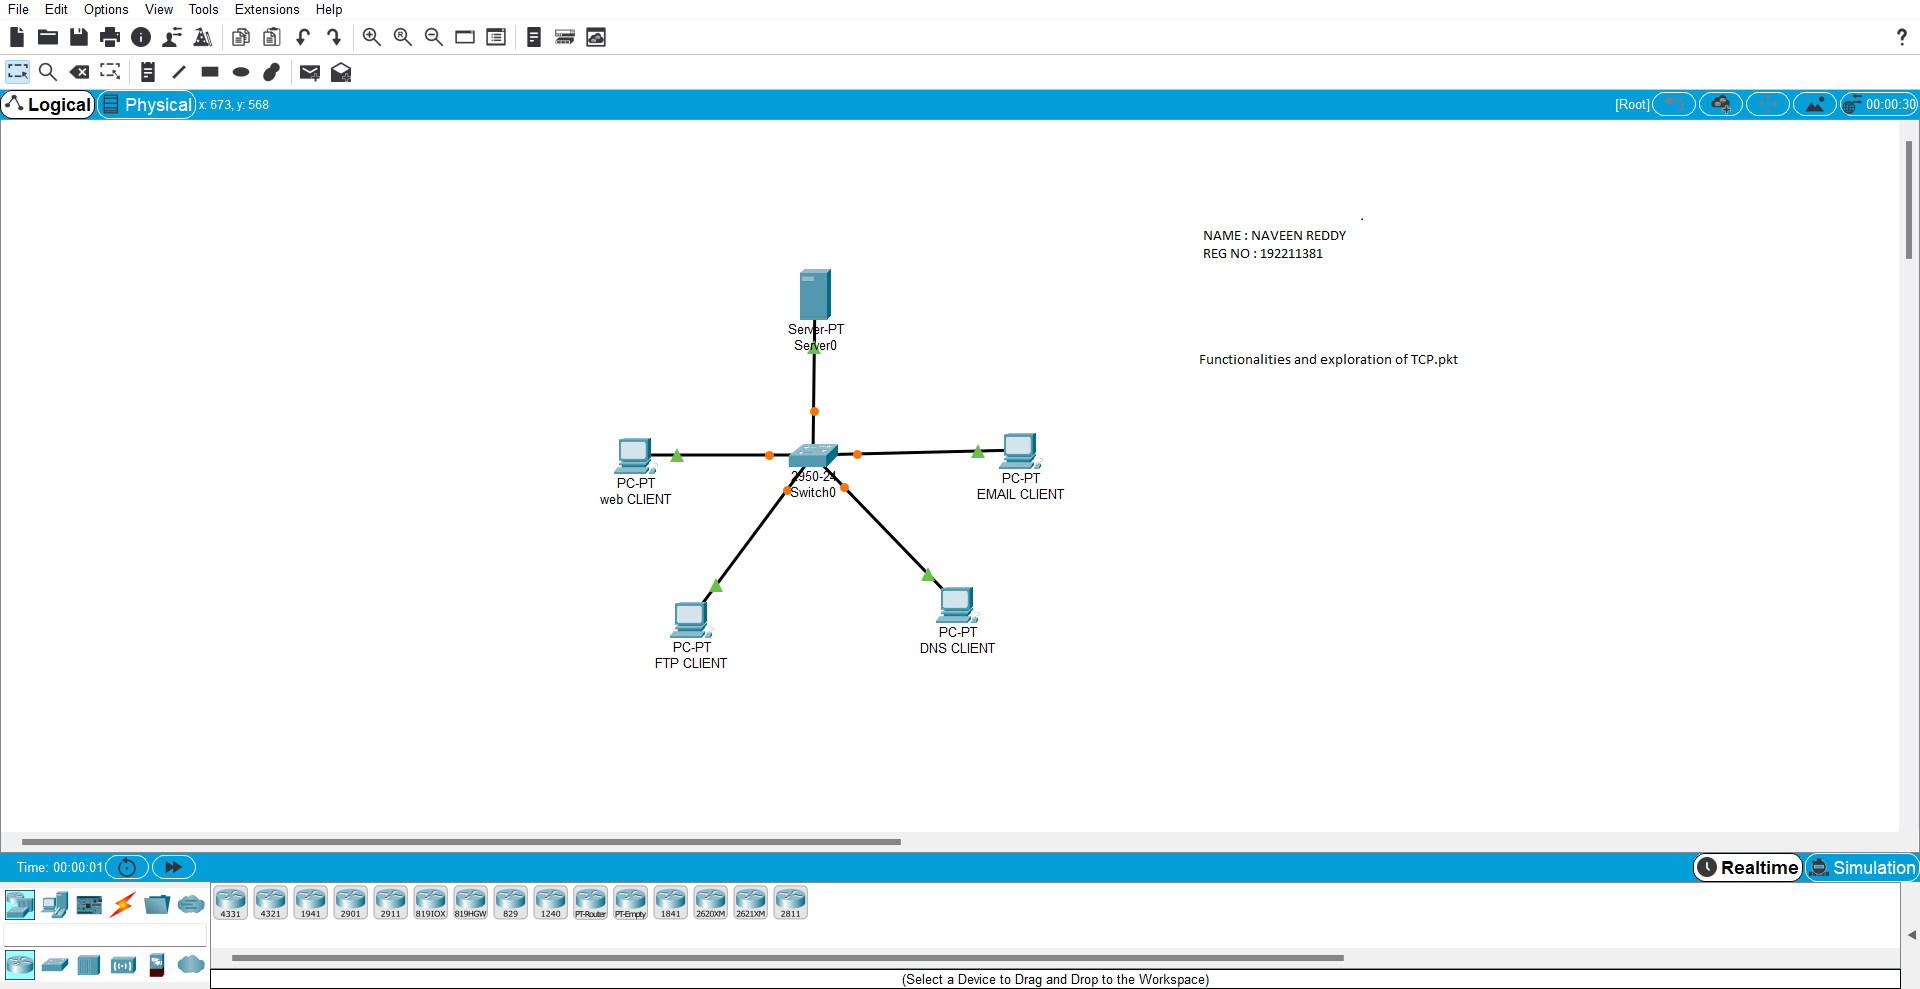 File Edit Options View Tools Extensions Help
?
Logical Physical x: 673, y: 568 [Root] 00:00:30
.
NAME : NAVEEN REDDY
REG NO : 192211381
Server-PT
Server0
Functionalities and exploration of TCP.pkt
PC-PT
web CLIENT
2950-24
Switch0
PC-PT
EMAIL CLIENT
PC-PT
FTP CLIENT
PC-PT
DNS CLIENT
Time: 00:00:01 Realtime Simulation
4331 4321 1941 2901 2911 819IOX 819HGW 829 1240 PT-Router PT-Empty 1841 2620XM 2621XM 2811
(Select a Device to Drag and Drop to the Workspace)